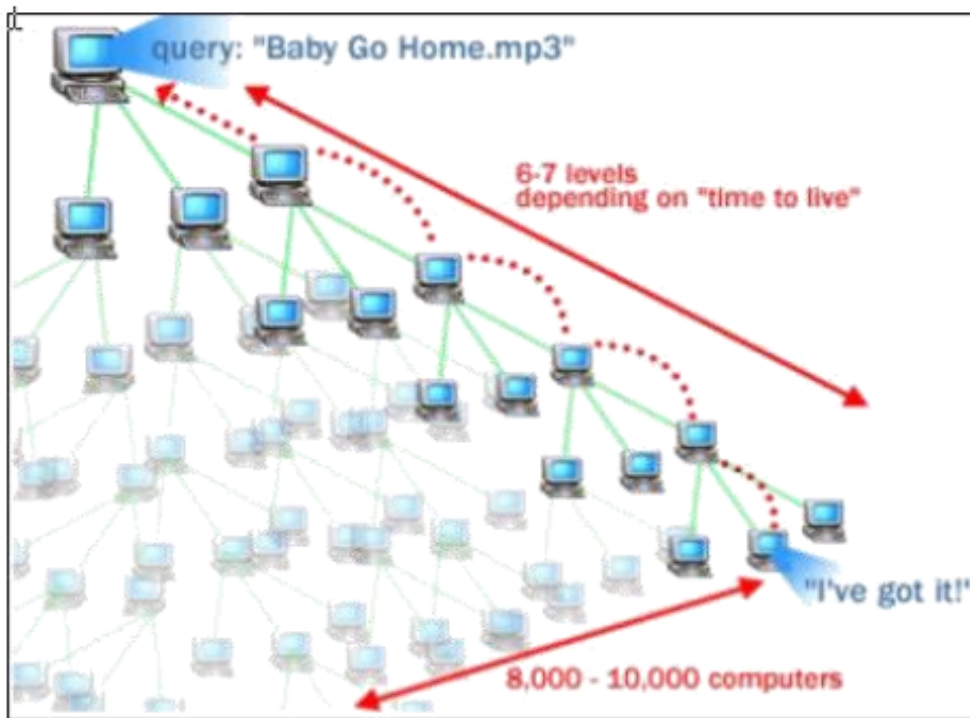 query: "Baby Go Home.mp3"
6-7 levels
depending on "time to live"
"I've got it!"
8,000 - 10,000 computers